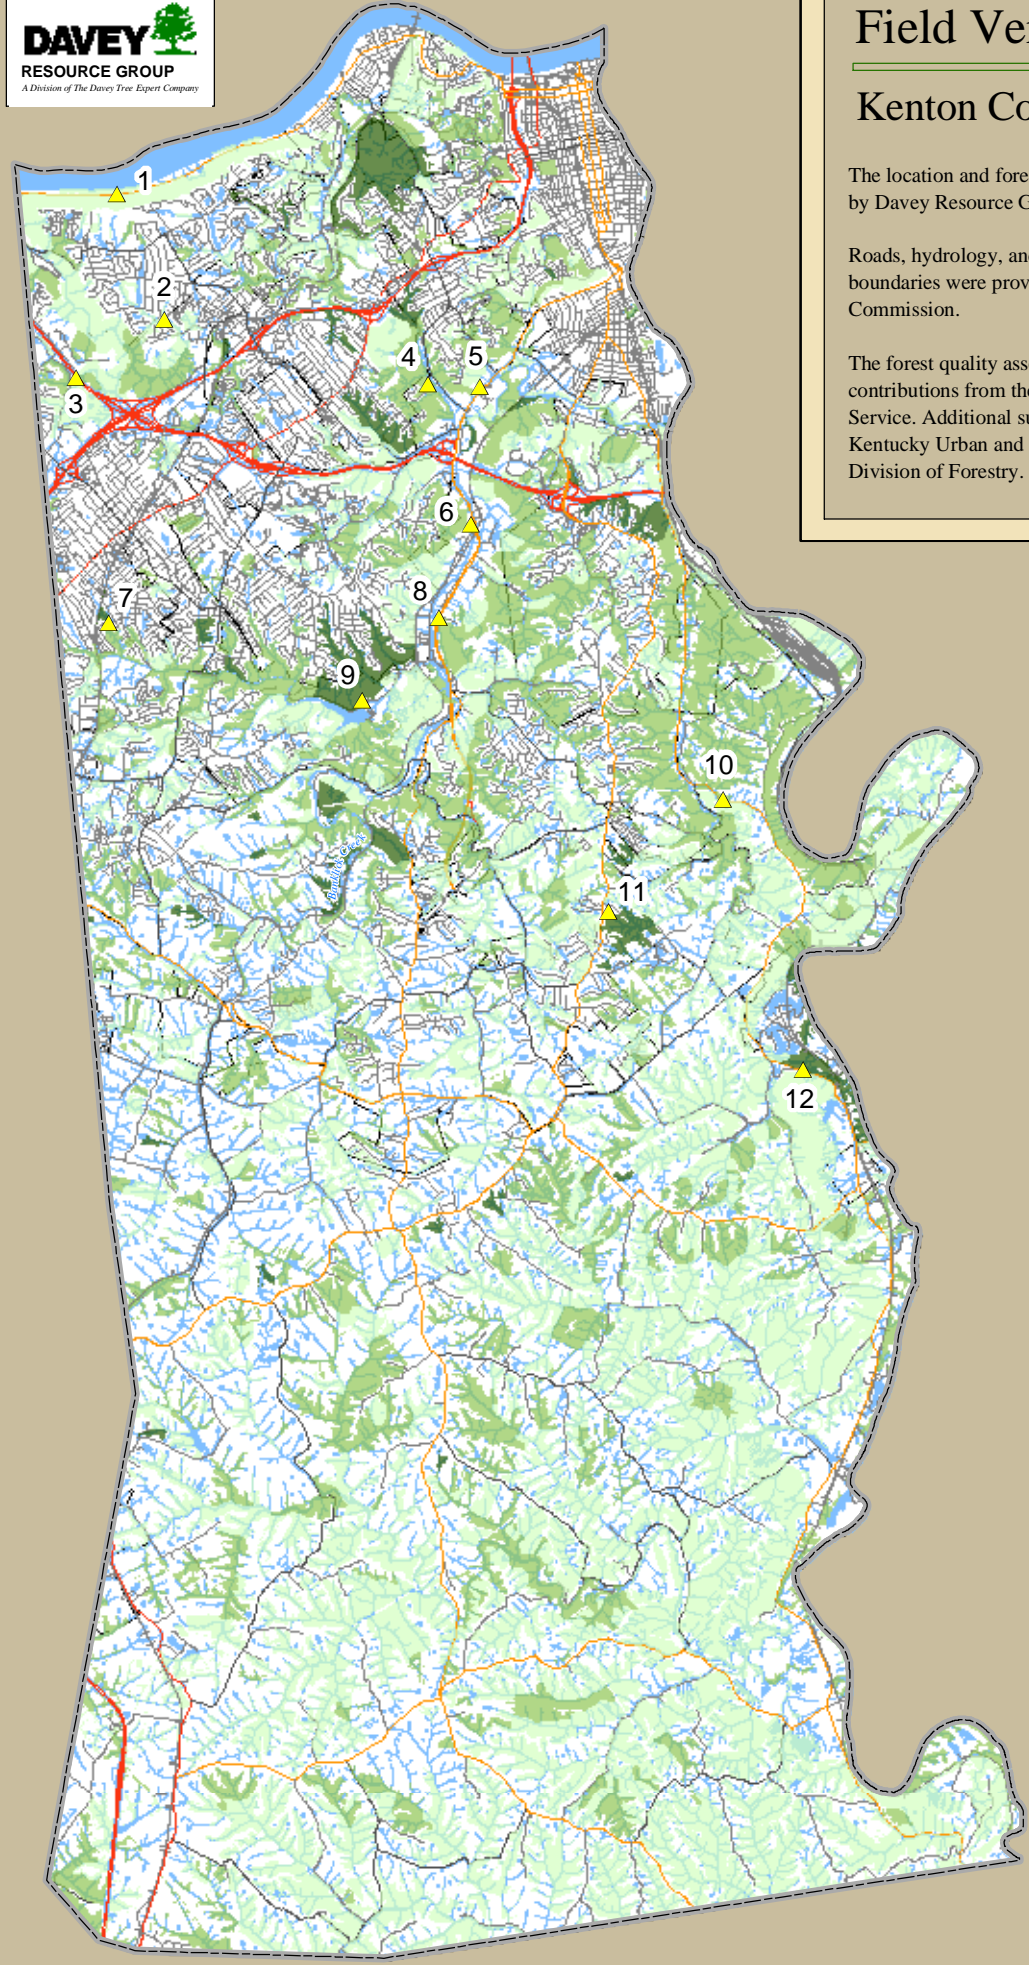 DAVEY
RESOURCE GROUP
A Division of The Davey Tree Expert Company
Field Ve
Kenton Co
The location and fore
by Davey Resource G
Roads, hydrology, an
boundaries were prov
Commission.
The forest quality ass
contributions from th
Service. Additional su
Kentucky Urban and
Division of Forestry.
1
2
3
4
5
6
7
8
9
10
11
12
Creek